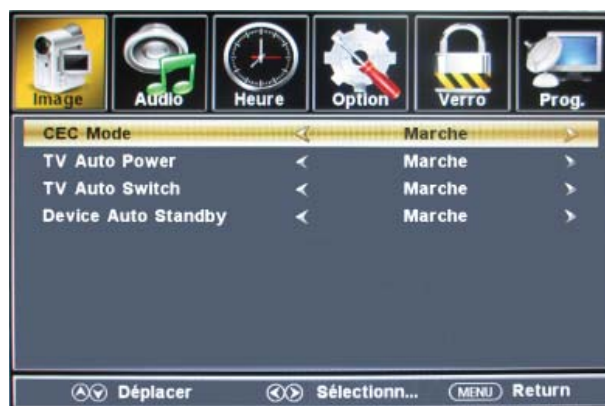 Image Audio Heure Option Verro Prog.
CEC Mode Marche
TV Auto Power Marche
TV Auto Switch Marche
Device Auto Standby Marche
Déplacer Sélectionn... MENU Return